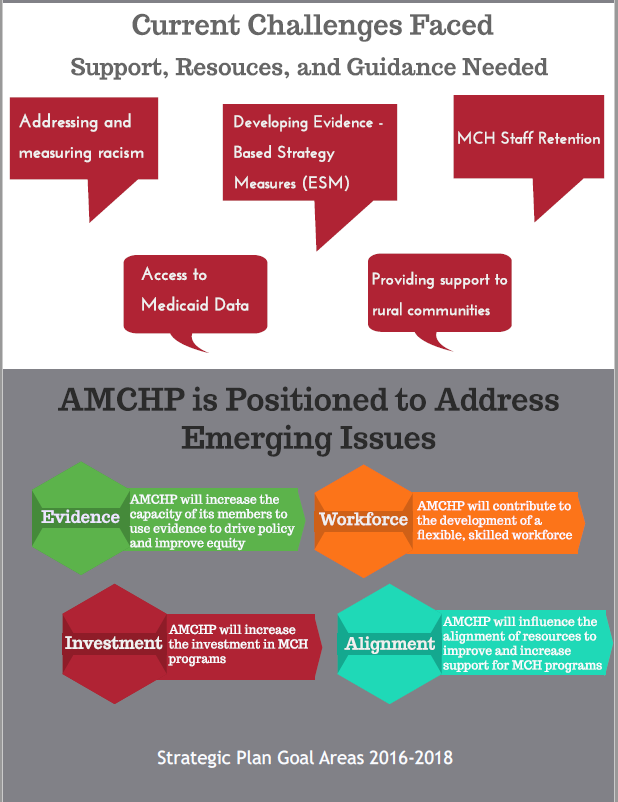 Current Challenges Faced
Support, Resouces, and Guidance Needed
Addressing and
measuring racism
Developing Evidence -
Based Strategy
Measures (ESM)
MCH Staff Retention
Access to
Medicaid Data
Providing support to
rural communities
AMCHP is Positioned to Address
Emerging Issues
Evidence
AMCHP will increase the
capacity of its members to
use evidence to drive policy
and improve equity
Workforce
AMCHP will contribute to
the development of a
flexible, skilled workforce
Investment
AMCHP will increase
the investment in MCH
programs
Alignment
AMCHP will influence the
alignment of resources to
improve and increase
support for MCH programs
Strategic Plan Goal Areas 2016-2018